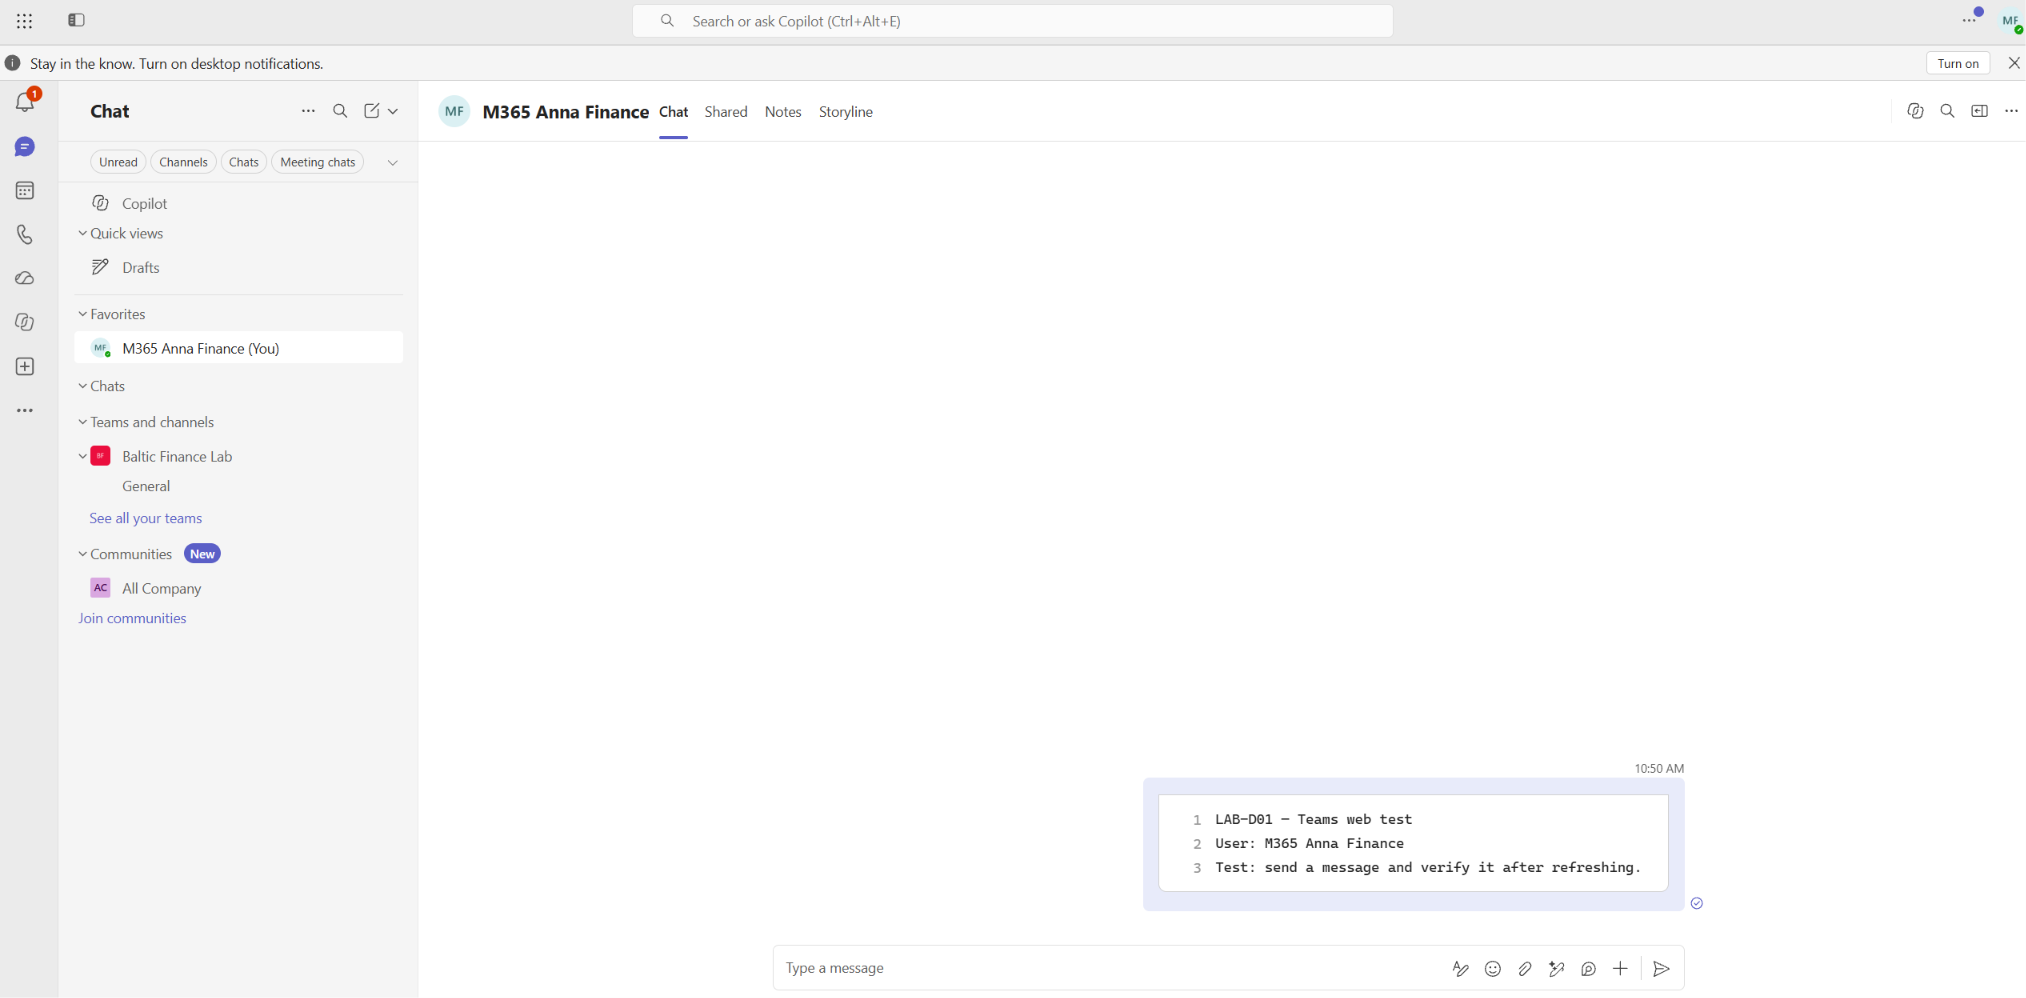 Search or ask Copilot (Ctrl+Alt+E)
MF
Stay in the know. Turn on desktop notifications.
Turn on
1
Chat
Unread
Channels
Chats
Meeting chats
Copilot
Quick views
Drafts
Favorites
MF
M365 Anna Finance (You)
Chats
Teams and channels
BF
Baltic Finance Lab
General
See all your teams
Communities
New
AC
All Company
Join communities
MF
M365 Anna Finance
Chat
Shared
Notes
Storyline
10:50 AM
1 LAB-D01 – Teams web test
2 User: M365 Anna Finance
3 Test: send a message and verify it after refreshing.
Type a message